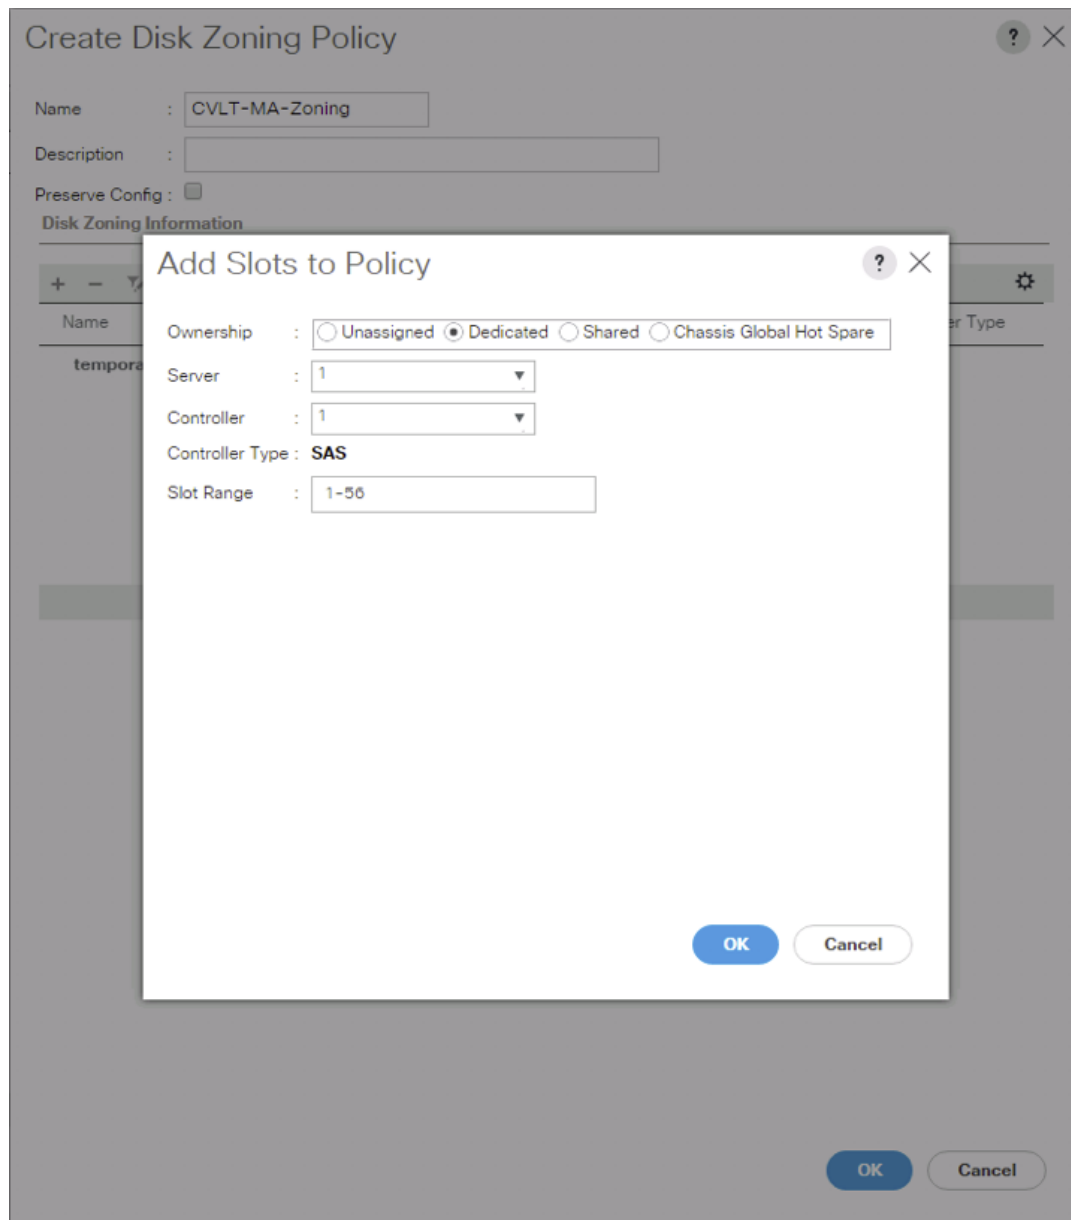 Create Disk Zoning Policy ?
Name : CVLT-MA-Zoning
Description :
Preserve Config :
Disk Zoning Information
Add Slots to Policy ?
+ −
Name er Type
Ownership : Unassigned Dedicated Shared Chassis Global Hot Spare
tempora
Server : 1
Controller : 1
Controller Type : SAS
Slot Range : 1-56
OK Cancel
OK Cancel